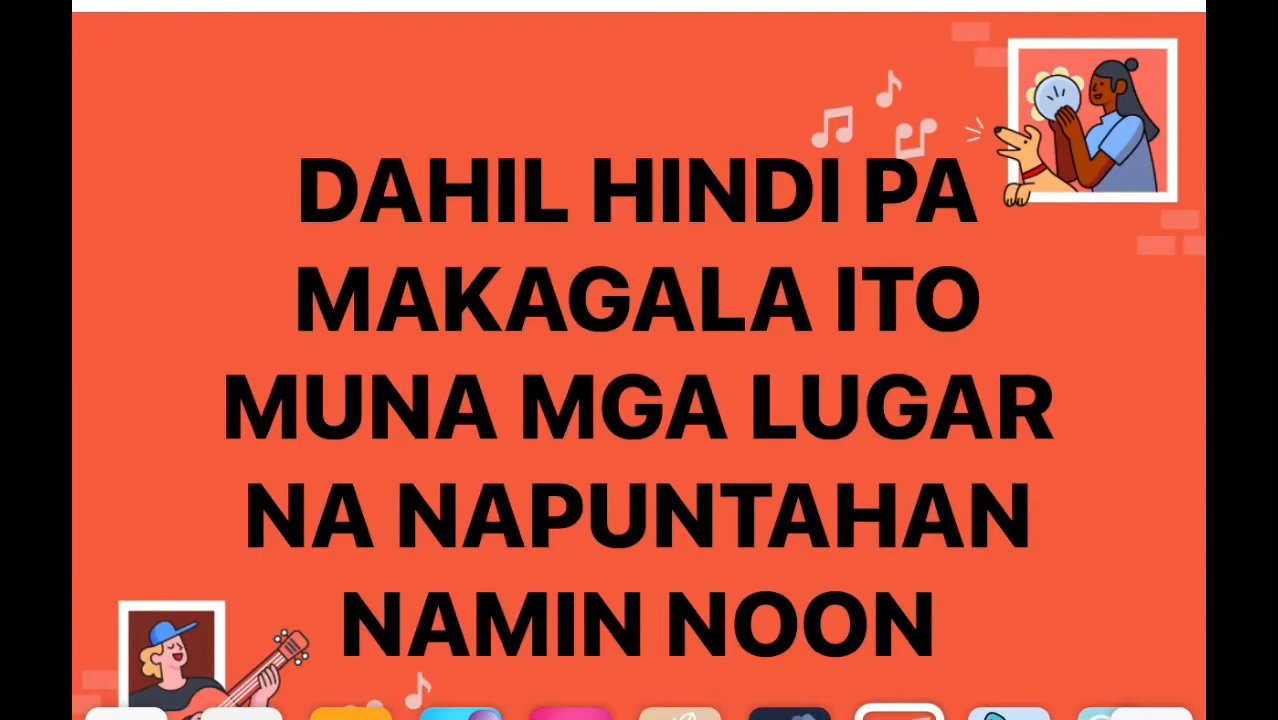 DAHIL HINDI PA
MAKAGALA ITO
MUNA MGA LUGAR
NA NAPUNTAHAN
NAMIN NOON